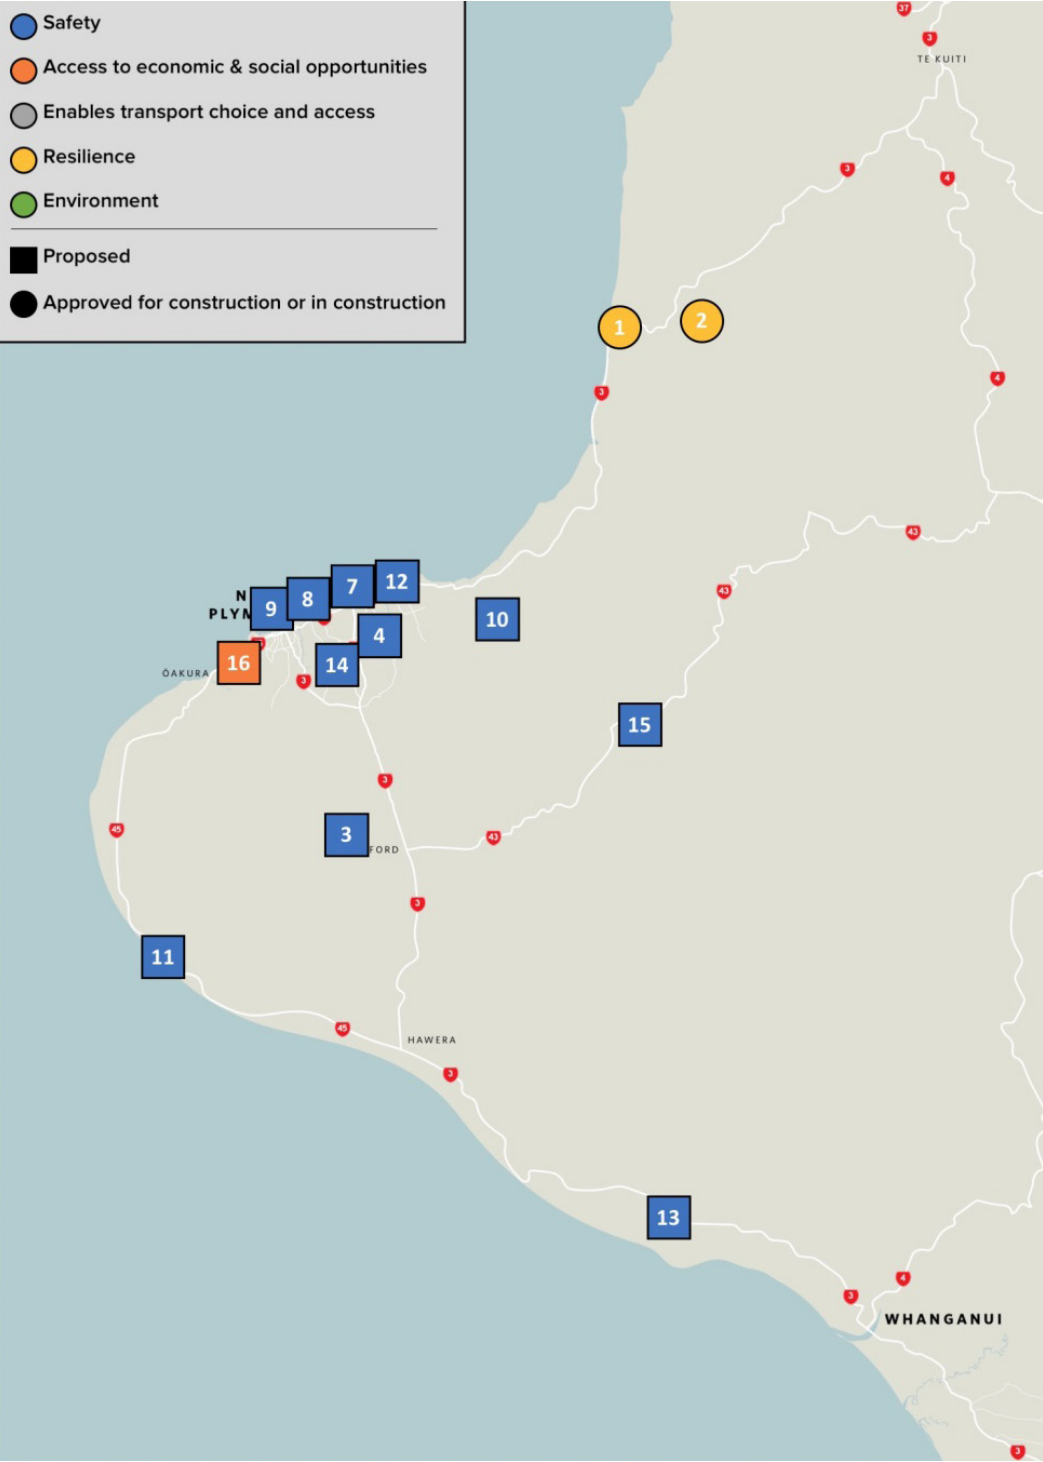 Safety
Access to economic & social opportunities
Enables transport choice and access
Resilience
Environment
Proposed
Approved for construction or in construction
37
3
TE KUITI
3
4
1
2
3
4
43
43
12
7
8
9
N
PLYM
10
4
14
16
ŌAKURA
3
15
3
45
3
FORD
43
3
11
45
HAWERA
3
13
4
3
WHANGANUI
3